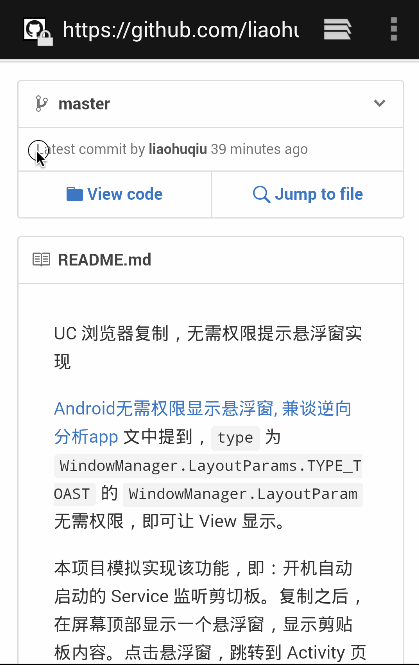 https://github.com/liaohu
master
Latest commit by liaohuqiu 39 minutes ago
View code
Jump to file
README.md
UC 浏览器复制，无需权限提示悬浮窗实
现
Android无需权限显示悬浮窗, 兼谈逆向
分析app 文中提到， type 为
WindowManager.LayoutParams.TYPE_T
OAST 的 WindowManager.LayoutParam
无需权限，即可让 View 显示。
本项目模拟实现该功能，即：开机自动
启动的 Service 监听剪切板。复制之后，
在屏幕顶部显示一个悬浮窗，显示剪贴
板内容。点击悬浮窗，跳转到 Activity 页